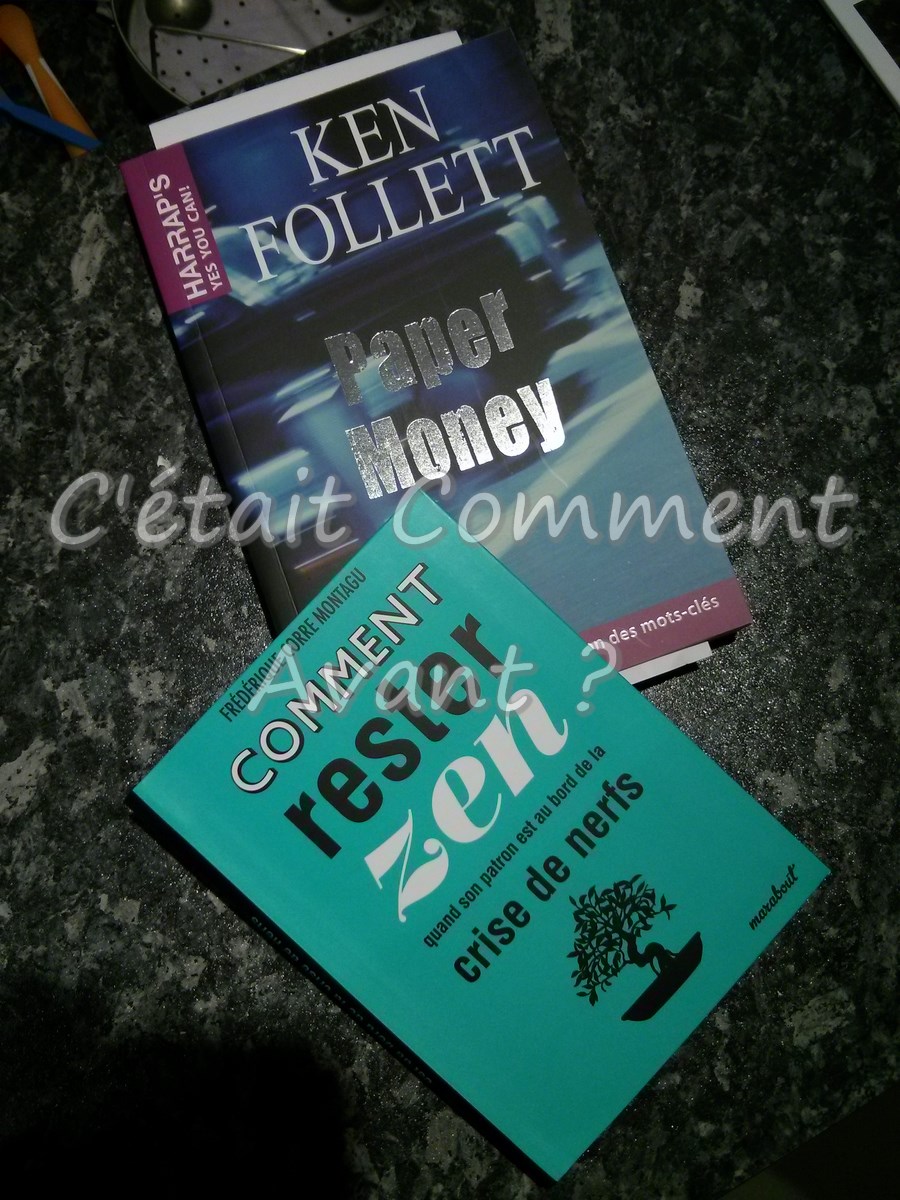 KEN
FOLLETT
HARRAP'S
YES YOU CAN!
Paper
Money
C'était Comment
Avant ?
des mots-clés
FRÉDÉRIQUE CORRE MONTAGU
COMMENT
rester
zen
quand son patron est au bord de la
crise de nerfs
marabout